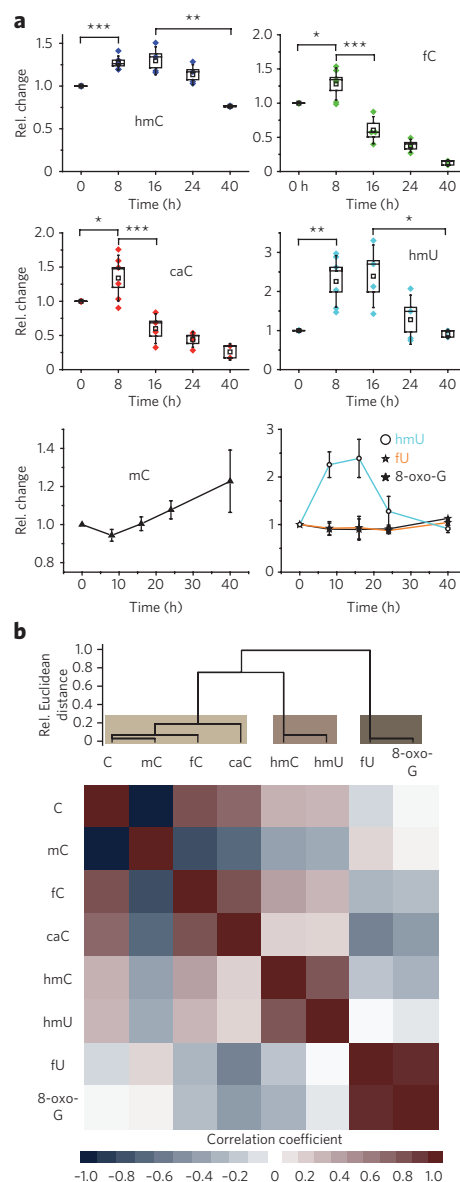 a
*** **
1.5
1.25
1.0
0.5
Rel. change
hmC
0 8 16 24 40
Time (h)
* ***
fC
2.0
1.5
1.0
0.5
0
0 h 8 16 24 40
Time (h)
* ***
2.0
1.5
1.0
0.5
0
Rel. change
caC
0 8 16 24 40
Time (h)
** *
hmU
3
2
1
0
0 8 16 24 40
Time (h)
1.4
1.2
1.0
0.8
Rel. change
mC
0 10 20 30 40
Time (h)
3
2
1
0
hmU
fU
8-oxo-G
0 10 20 30 40
Time (h)
b
Rel. Euclidean
distance
1.0
0.8
0.6
0.4
0.2
0
C mC fC caC hmC hmU fU 8-oxo-
G
C
mC
fC
caC
hmC
hmU
fU
8-oxo-
G
Correlation coefficient
-1.0 -0.8 -0.6 -0.4 -0.2 0 0.2 0.4 0.6 0.8 1.0